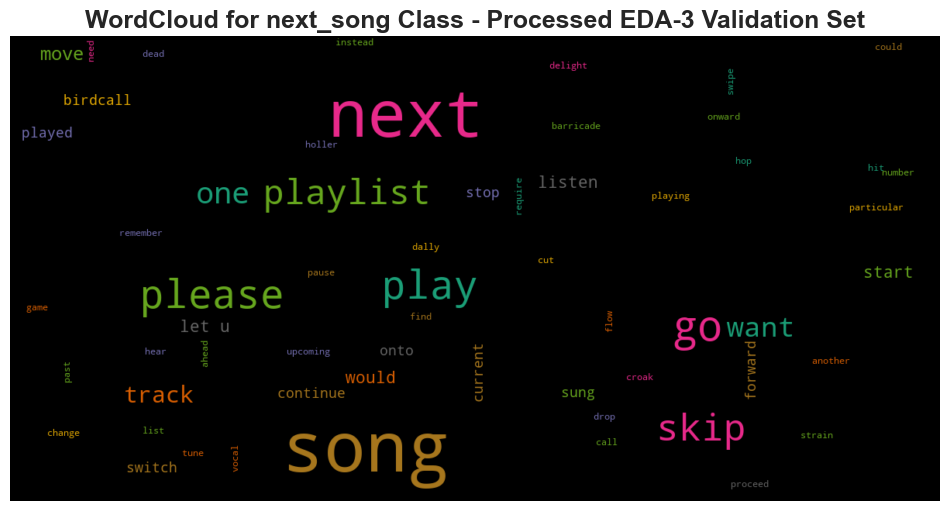 WordCloud for next_song Class - Processed EDA-3 Validation Set
instead
could
move
need
dead
delight
swipe
birdcall
next
onward
played
barricade
holler
hop
hit
number
one
playlist
stop
require
listen
playing
particular
remember
dally
cut
please
pause
play
start
game
let u
find
flow
go
want
hear
ahead
upcoming
onto
current
forward
another
past
would
croak
track
continue
sung
change
list
song
drop
call
skip
strain
tune
vocal
switch
proceed